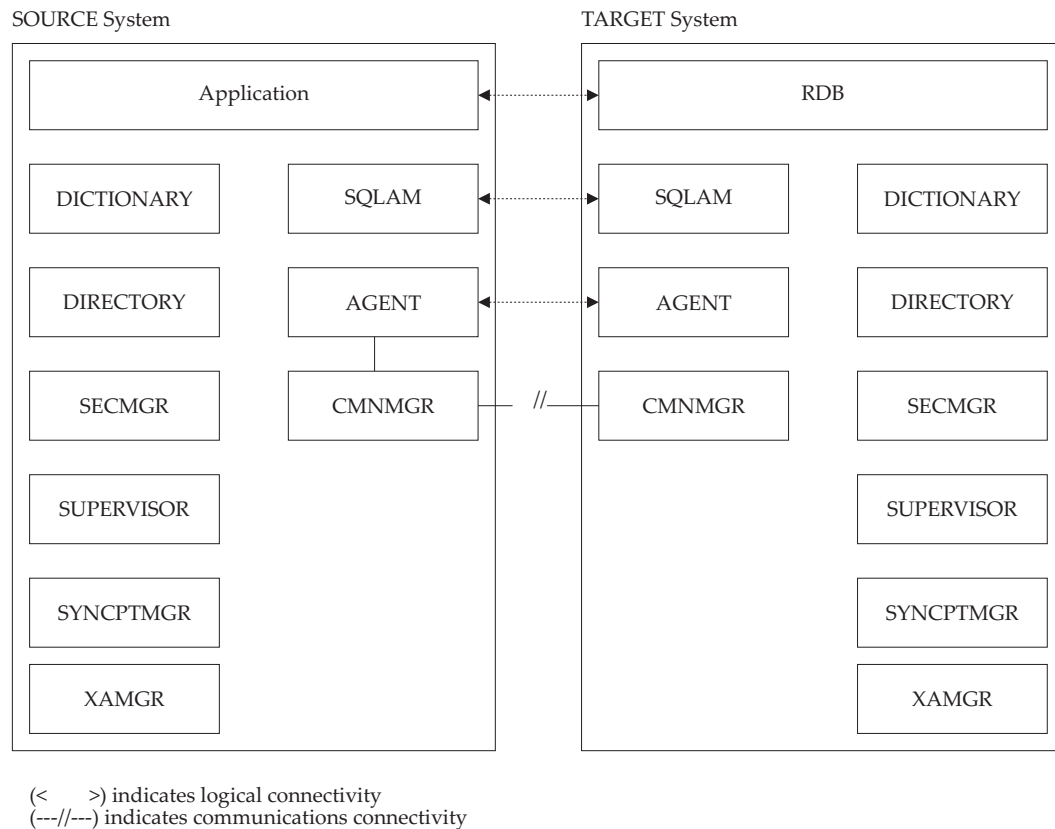 SOURCE System
TARGET System
Application
RDB
DICTIONARY
SQLAM
SQLAM
DICTIONARY
DIRECTORY
AGENT
AGENT
DIRECTORY
SECMGR
CMNMGR
//
CMNMGR
SECMGR
SUPERVISOR
SUPERVISOR
SYNCPTMGR
SYNCPTMGR
XAMGR
XAMGR
(< >) indicates logical connectivity
(---//---) indicates communications connectivity